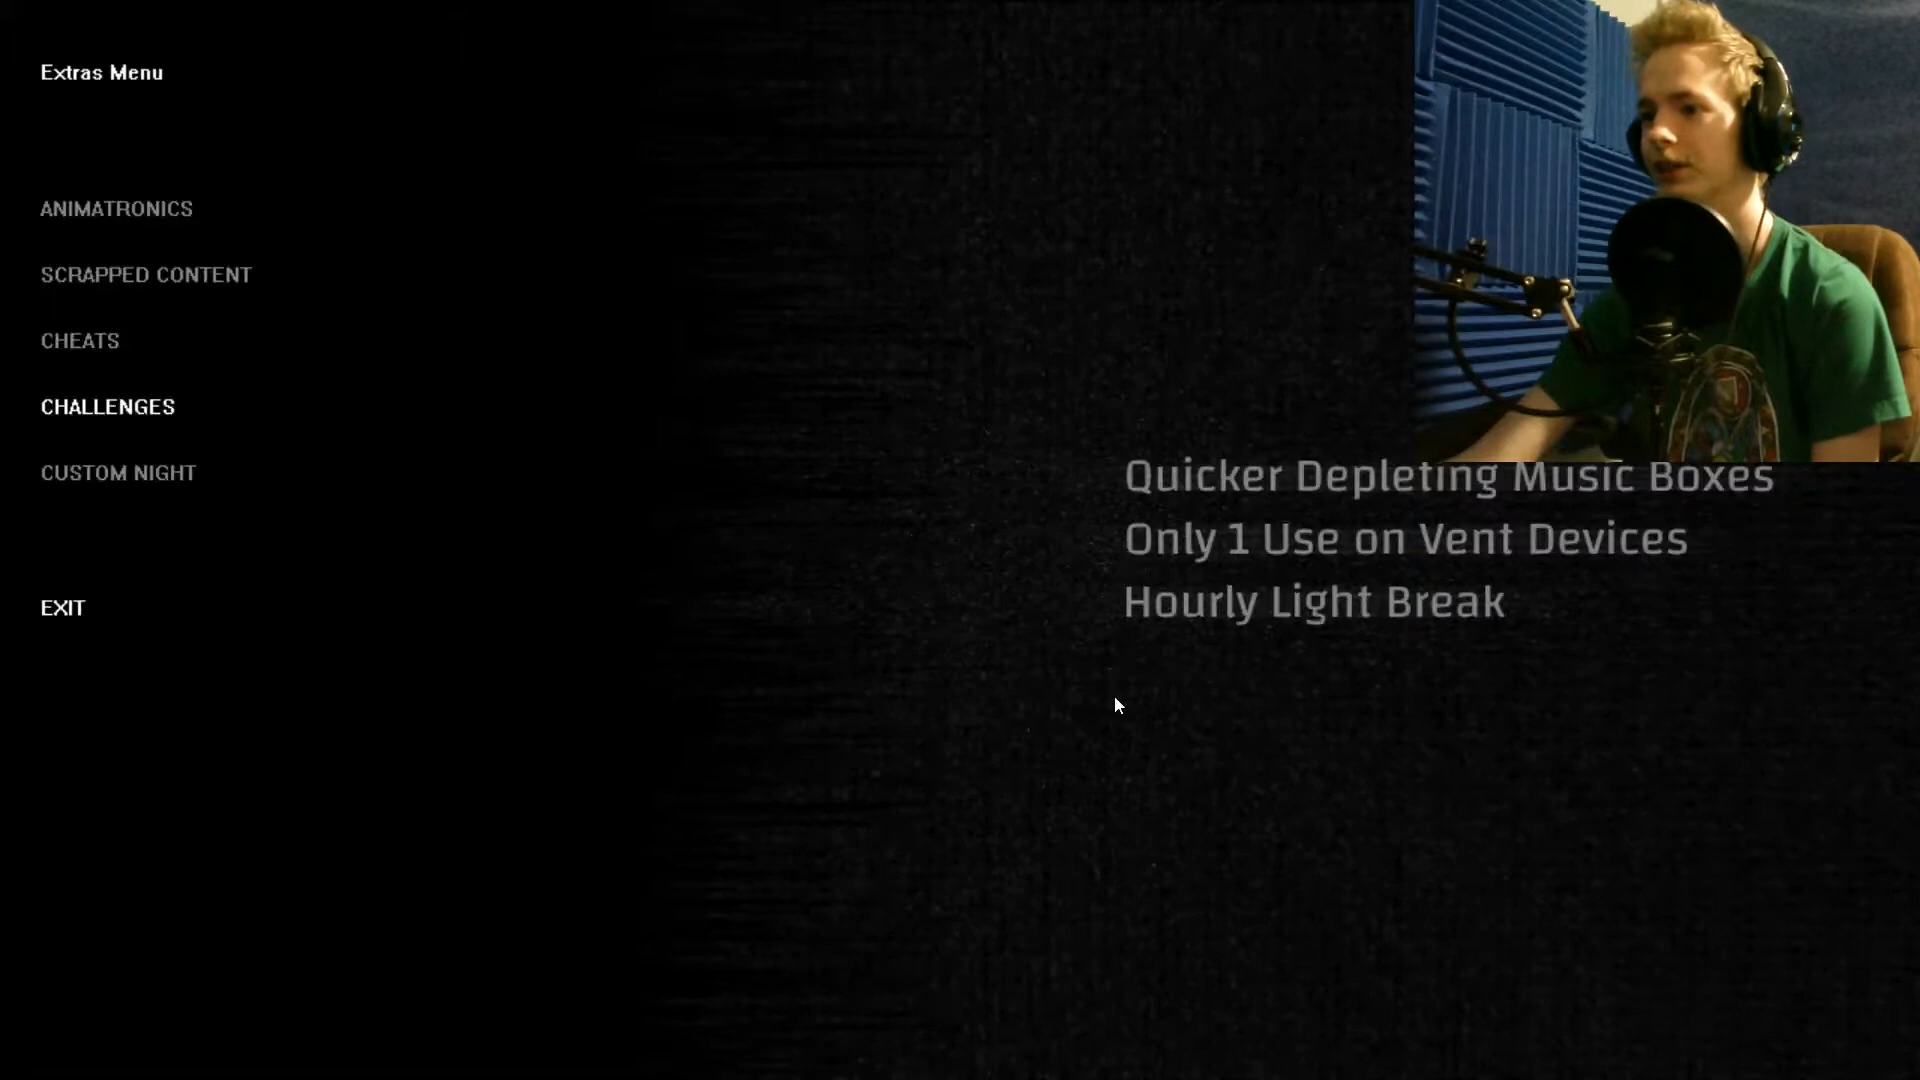 Extras Menu
ANIMATRONICS
SCRAPPED CONTENT
CHEATS
CHALLENGES
CUSTOM NIGHT
EXIT
Quicker Depleting Music Boxes
Only 1 Use on Vent Devices
Hourly Light Break